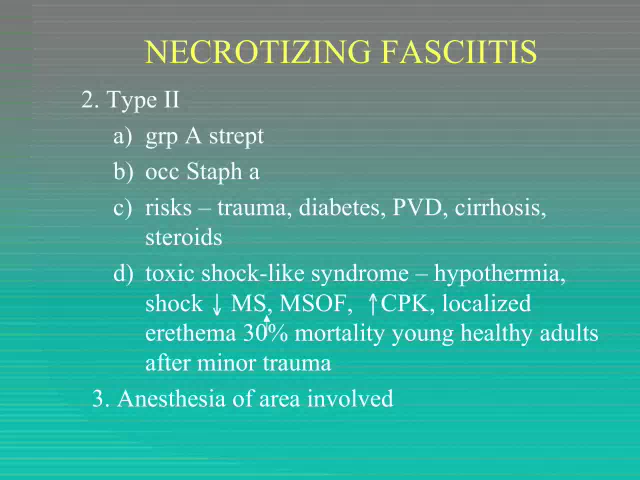 NECROTIZING FASCIITIS
2. Type II
a) grp A strept
b) occ Staph a
c) risks – trauma, diabetes, PVD, cirrhosis,
steroids
d) toxic shock-like syndrome – hypothermia,
shock ↓ MS, MSOF, ↑CPK, localized
erethema 30% mortality young healthy adults
after minor trauma
3. Anesthesia of area involved